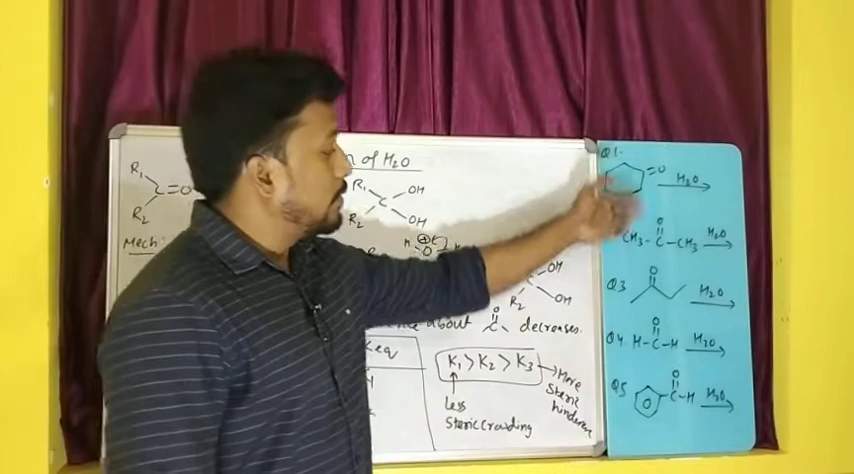 n of H₂O
R₁
C=O
R₂
R₁
C
OH
OH
R₂
Mech
⊕
H
O
OH
OH
R₂
about
O
C
decreases.
Keq
K₁ > K₂ > K₃ → More
Steric
hinderen
Less
Steric crowding
Q1.
=O H₂O
O
CH₃-C-CH₃ H₂O
Q3 O H₂O
Q4. O
H-C-H H₂O
Q5 O
C-H H₂O